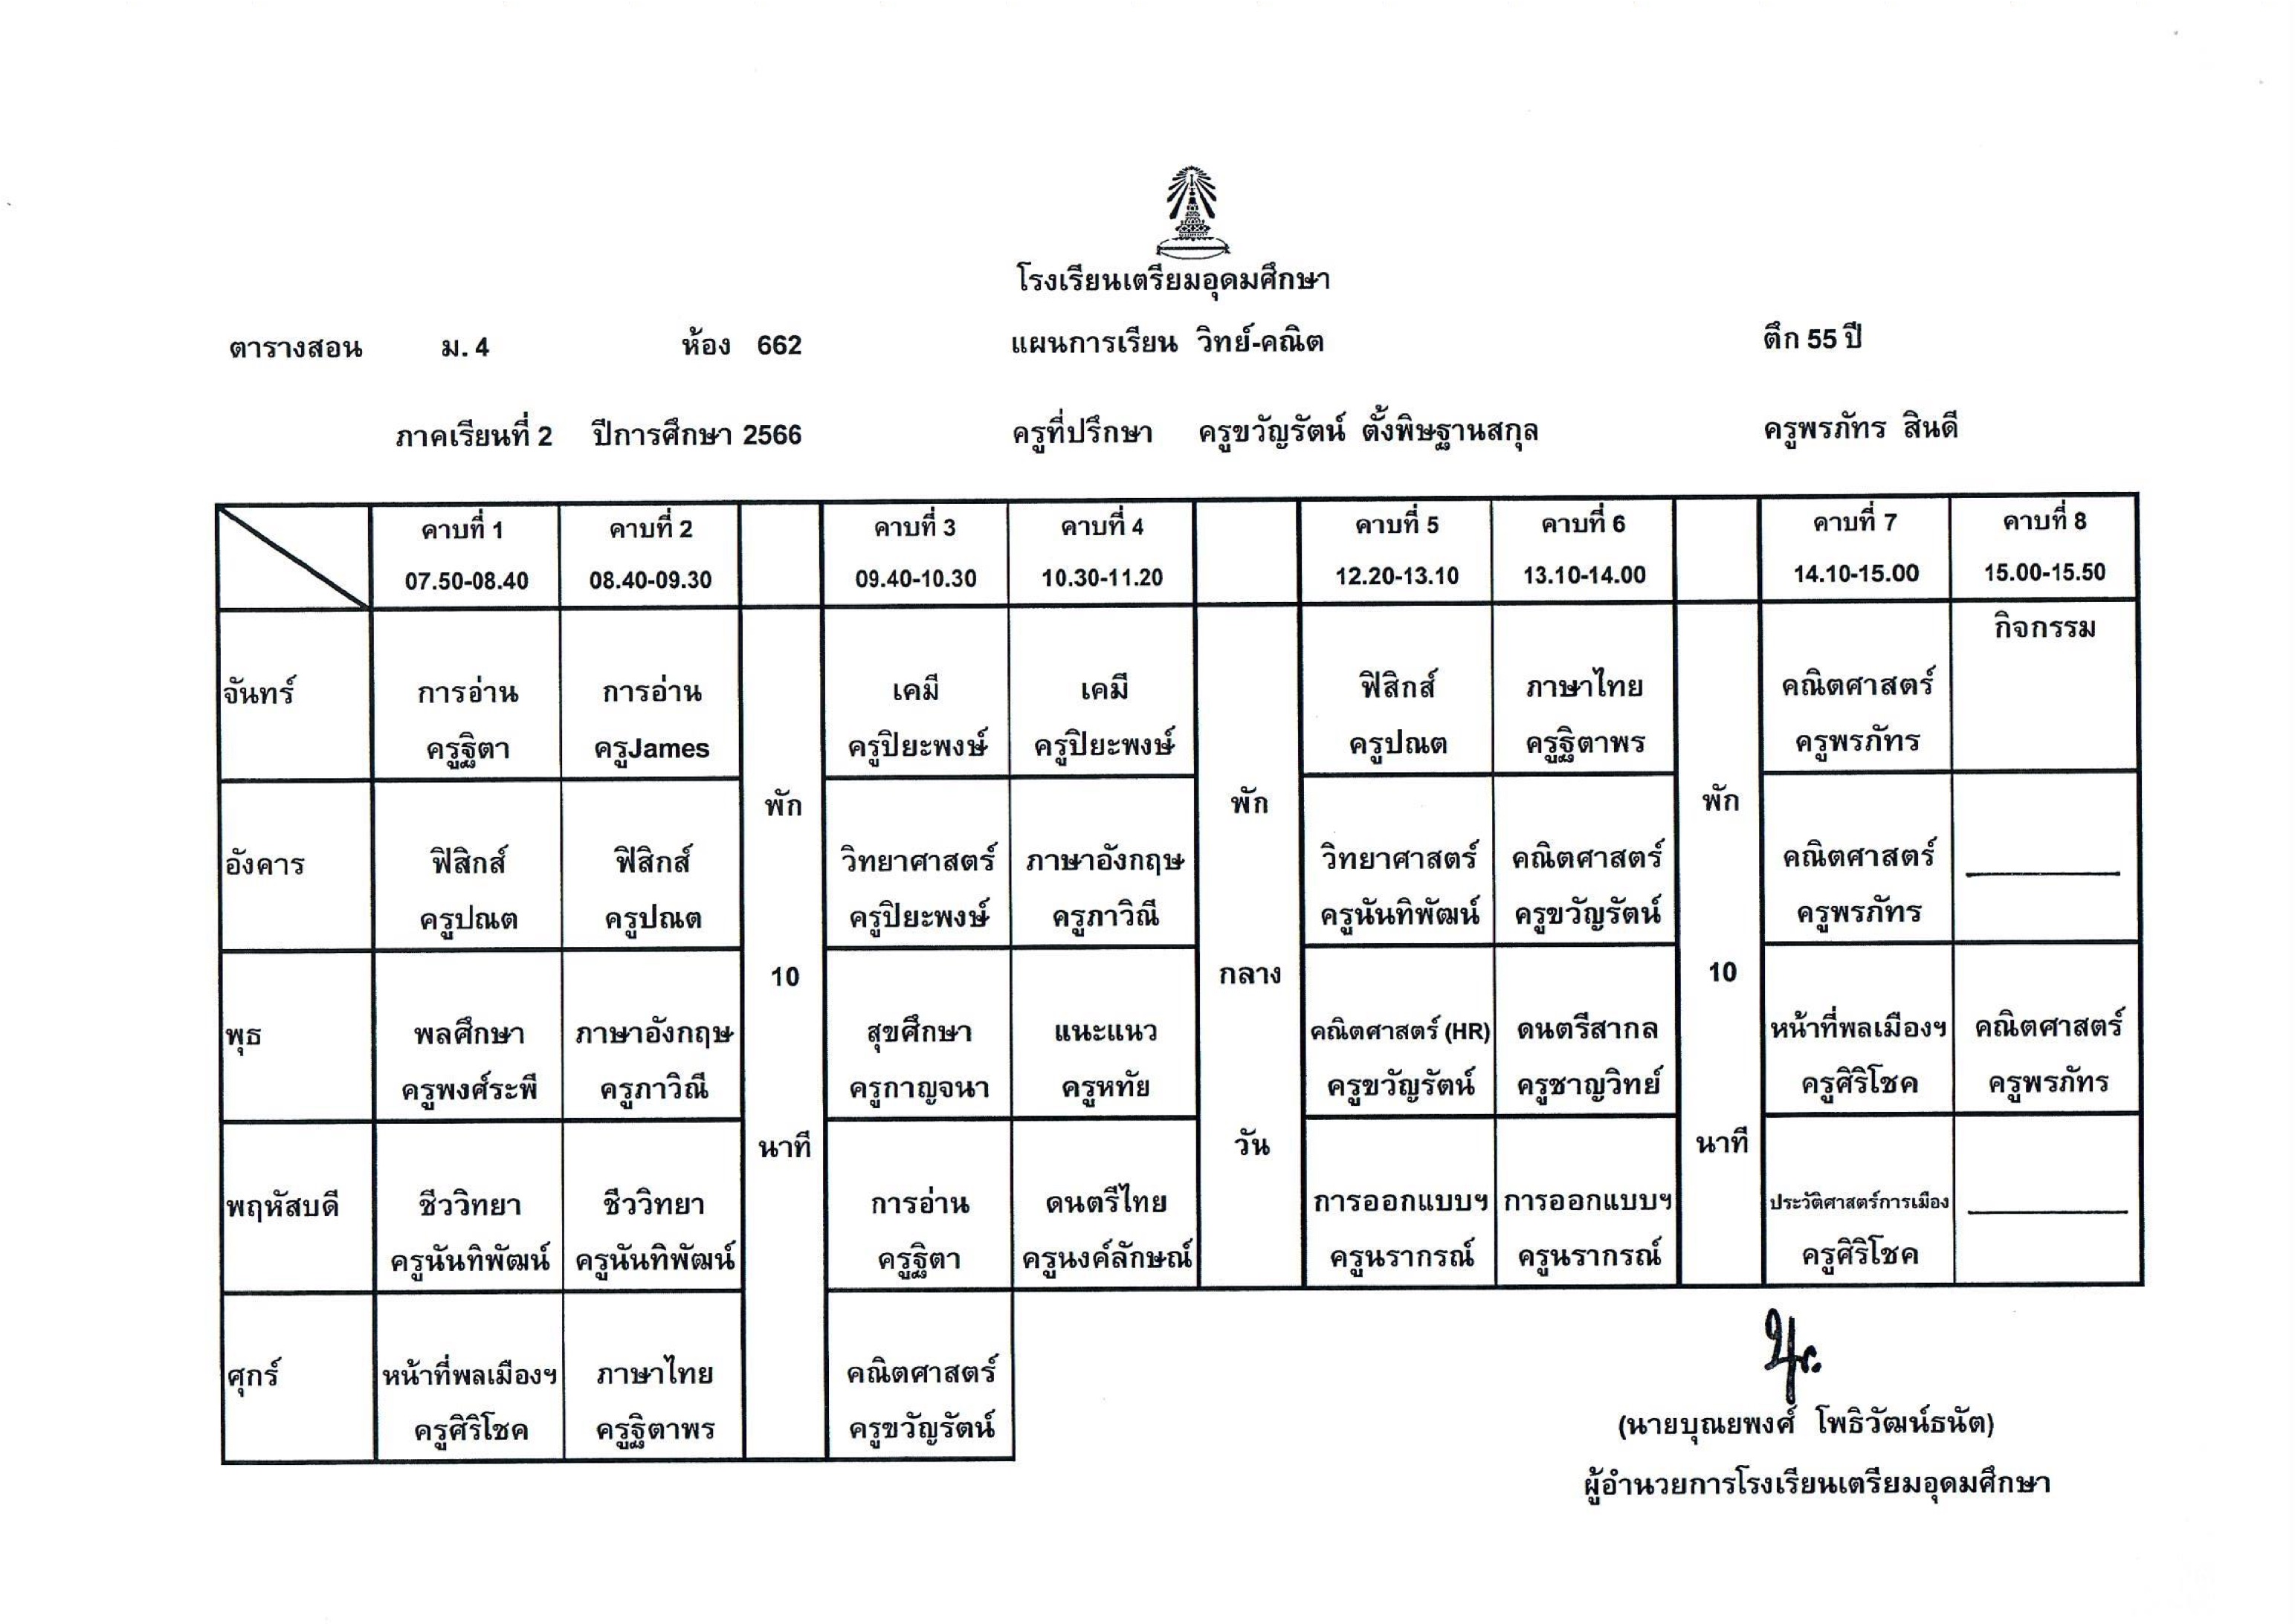 โรงเรียนเตรียมอุดมศึกษา
ตารางสอน ม. 4 ห้อง 662 แผนการเรียน วิทย์-คณิต ตึก 55 ปี
ภาคเรียนที่ 2 ปีการศึกษา 2566 ครูที่ปรึกษา ครูขวัญรัตน์ ตั้งพิษฐานสกุล ครูพรภัทร สินดี
คาบที่ 1 คาบที่ 2 คาบที่ 3 คาบที่ 4 คาบที่ 5 คาบที่ 6 คาบที่ 7 คาบที่ 8
07.50-08.40 08.40-09.30 09.40-10.30 10.30-11.20 12.20-13.10 13.10-14.00 14.10-15.00 15.00-15.50
กิจกรรม
จันทร์ การอ่าน การอ่าน เคมี เคมี ฟิสิกส์ ภาษาไทย คณิตศาสตร์
ครูฐิตา ครูJames ครูปิยะพงษ์ ครูปิยะพงษ์ ครูปณต ครูฐิตาพร ครูพรภัทร
พัก พัก พัก
อังคาร ฟิสิกส์ ฟิสิกส์ วิทยาศาสตร์ ภาษาอังกฤษ วิทยาศาสตร์ คณิตศาสตร์ คณิตศาสตร์
ครูปณต ครูปณต ครูปิยะพงษ์ ครูภาวิณี ครูนันทิพัฒน์ ครูขวัญรัตน์ ครูพรภัทร
10 กลาง 10
พุธ พลศึกษา ภาษาอังกฤษ สุขศึกษา แนะแนว คณิตศาสตร์ (HR) ดนตรีสากล หน้าที่พลเมืองฯ คณิตศาสตร์
ครูพงศ์ระพี ครูภาวิณี ครูกาญจนา ครูหทัย ครูขวัญรัตน์ ครูชาญวิทย์ ครูศิริโชค ครูพรภัทร
นาที วัน นาที
พฤหัสบดี ชีววิทยา ชีววิทยา การอ่าน ดนตรีไทย การออกแบบฯ การออกแบบฯ ประวัติศาสตร์การเมือง
ครูนันทิพัฒน์ ครูนันทิพัฒน์ ครูฐิตา ครูนงค์ลักษณ์ ครูนรากรณ์ ครูนรากรณ์ ครูศิริโชค
ศุกร์ หน้าที่พลเมืองฯ ภาษาไทย คณิตศาสตร์
ครูศิริโชค ครูฐิตาพร ครูขวัญรัตน์
(นายบุณยพงศ์ โพธิวัฒน์ธนัต)
ผู้อำนวยการโรงเรียนเตรียมอุดมศึกษา